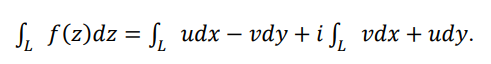 ∫_L f(z)dz = ∫_L udx − vdy + i ∫_L vdx + udy.